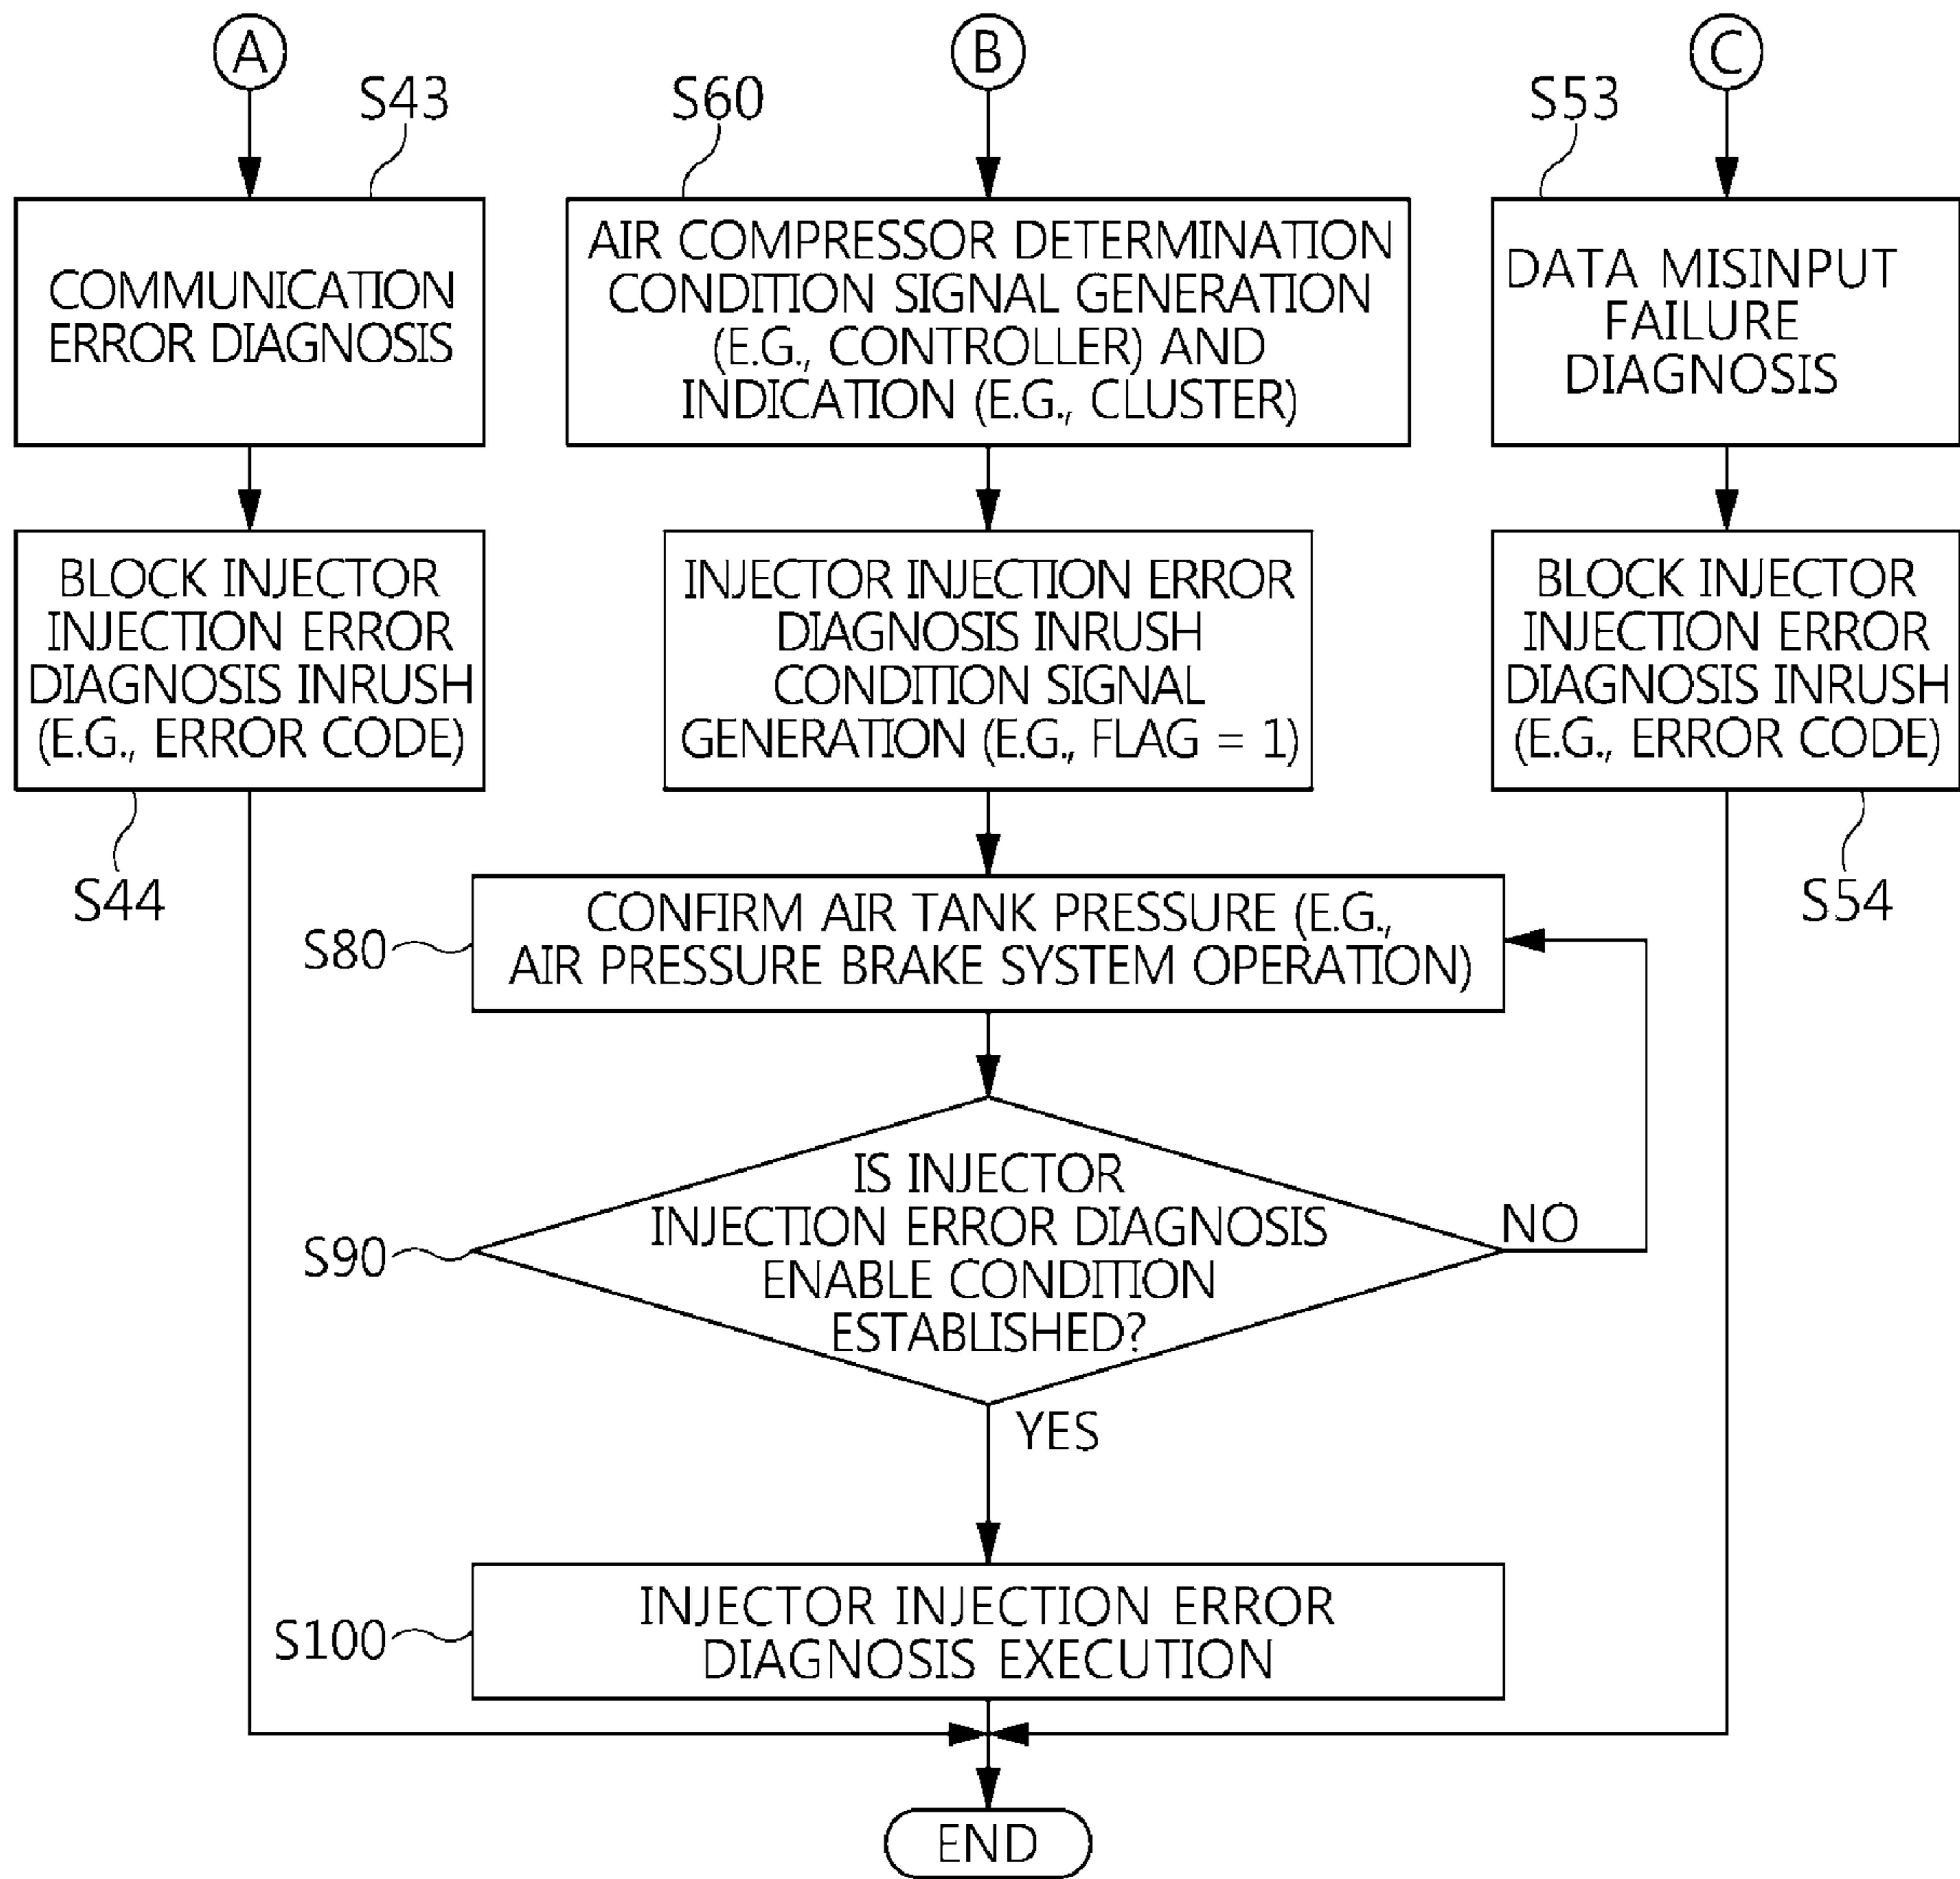 A
B
C
S43
S60
S53
COMMUNICATION
ERROR DIAGNOSIS
AIR COMPRESSOR DETERMINATION
CONDITION SIGNAL GENERATION
(E.G., CONTROLLER) AND
INDICATION (E.G., CLUSTER)
DATA MISINPUT
FAILURE
DIAGNOSIS
BLOCK INJECTOR
INJECTION ERROR
DIAGNOSIS INRUSH
(E.G., ERROR CODE)
INJECTOR INJECTION ERROR
DIAGNOSIS INRUSH
CONDITION SIGNAL
GENERATION (E.G., FLAG = 1)
BLOCK INJECTOR
INJECTION ERROR
DIAGNOSIS INRUSH
(E.G., ERROR CODE)
S44
S54
S80
CONFIRM AIR TANK PRESSURE (E.G.,
AIR PRESSURE BRAKE SYSTEM OPERATION)
S90
IS INJECTOR
INJECTION ERROR DIAGNOSIS
ENABLE CONDITION
ESTABLISHED?
NO
YES
S100
INJECTOR INJECTION ERROR
DIAGNOSIS EXECUTION
END